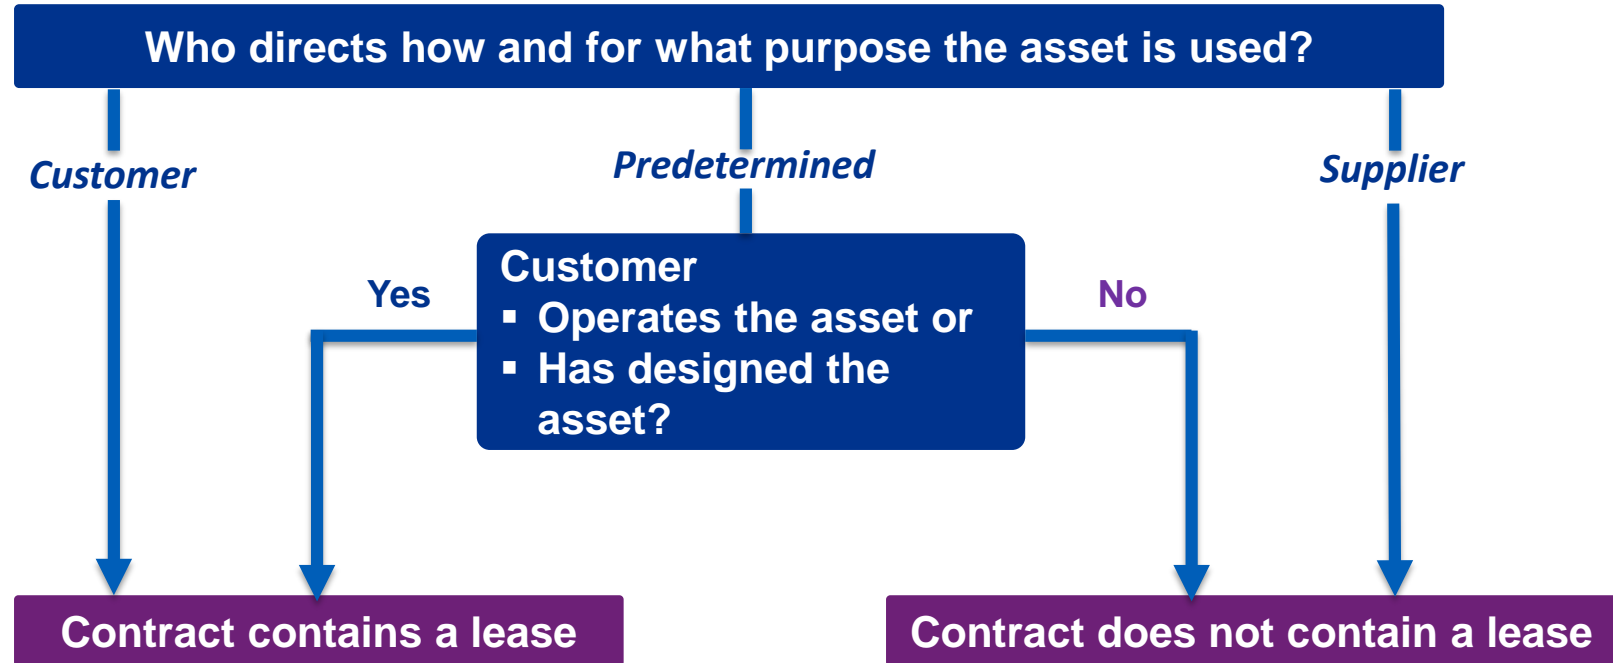 Who directs how and for what purpose the asset is used?
Customer
Predetermined
Supplier
Yes
Customer
▪ Operates the asset or
▪ Has designed the
asset?
No
Contract contains a lease
Contract does not contain a lease